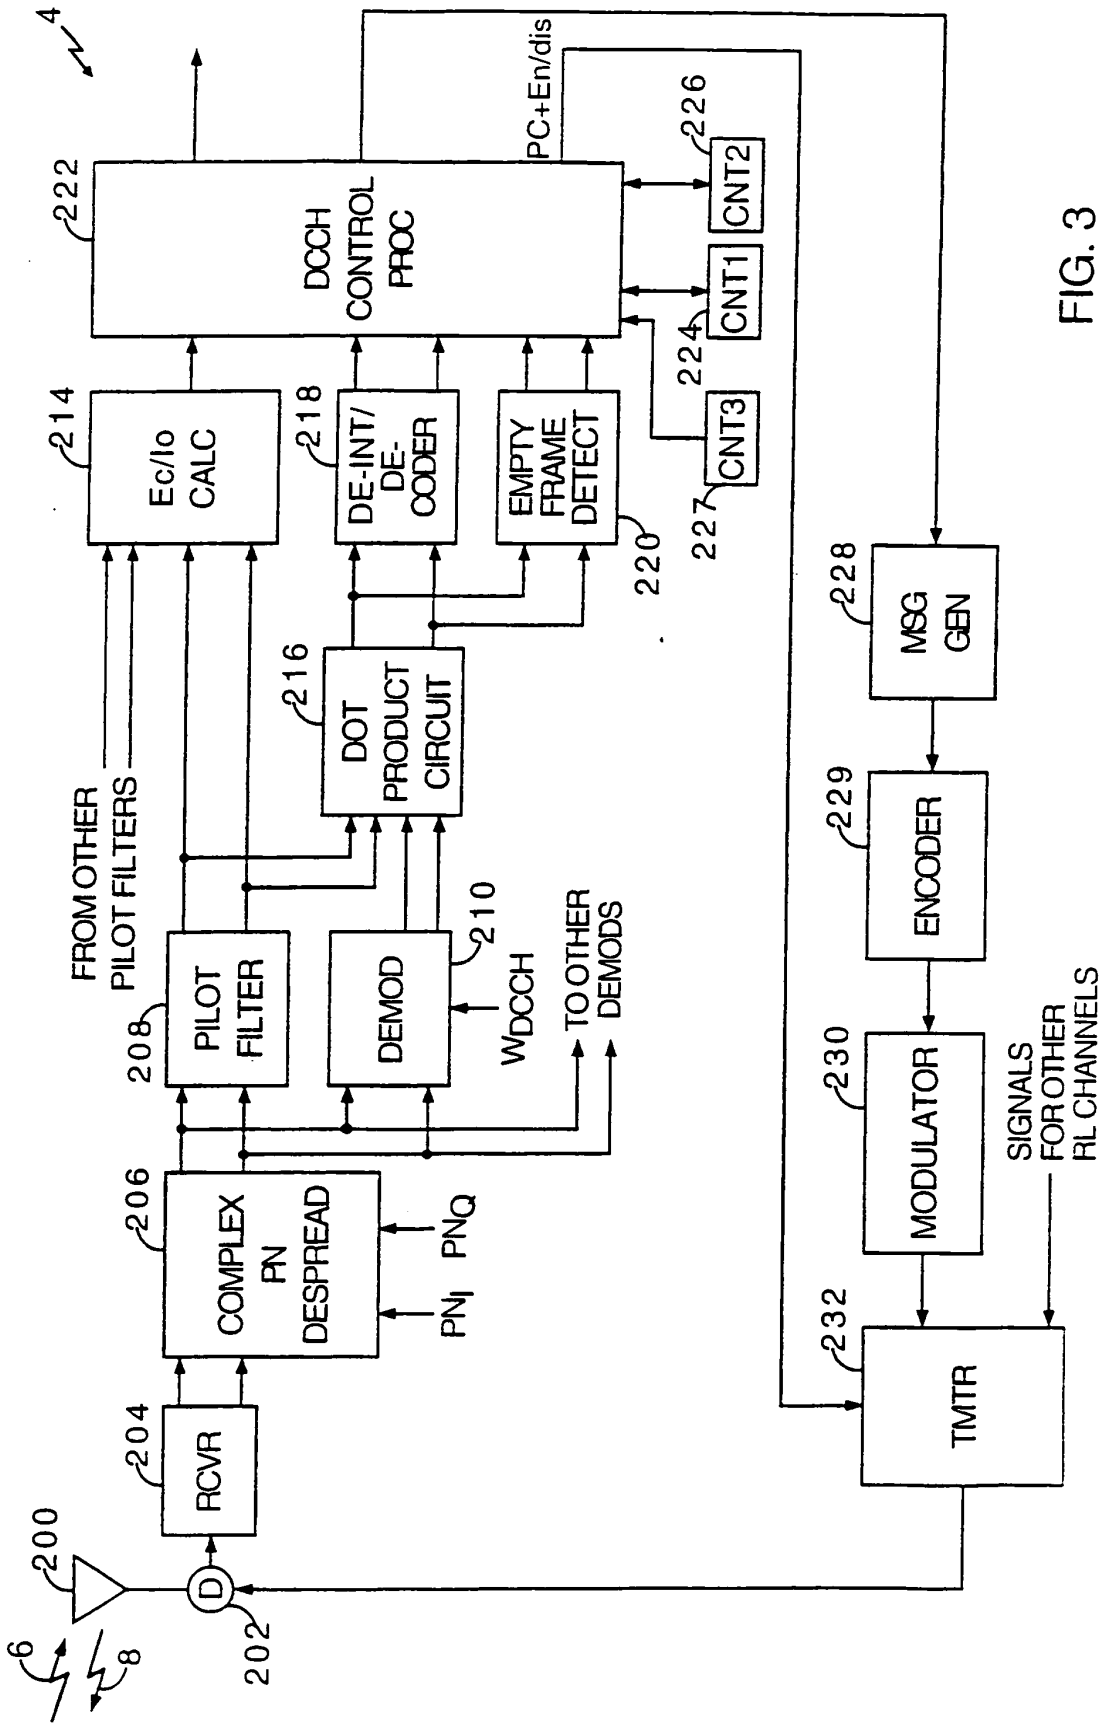 4
6
8
200
D
202
204
RCVR
206
COMPLEX
PN
DESPREAD
PNI
PNQ
208
PILOT
FILTER
210
DEMOD
WDCCH
TO OTHER
DEMODS
FROM OTHER
PILOT FILTERS
214
Ec/Io
CALC
216
DOT
PRODUCT
CIRCUIT
218
DE-INT/
DE-
CODER
220
EMPTY
FRAME
DETECT
222
DCCH
CONTROL
PROC
PC+En/dis
227
CNT3
224
CNT1
226
CNT2
228
MSG
GEN
229
ENCODER
230
MODULATOR
232
TMTR
SIGNALS
FOR OTHER
RL CHANNELS
FIG. 3